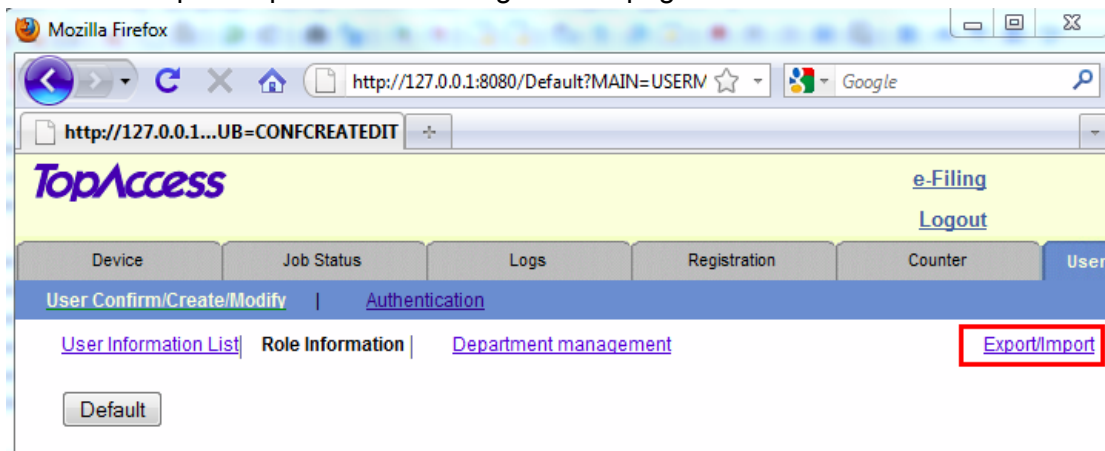 Mozilla Firefox
http://127.0.0.1:8080/Default?MAIN=USERM Google
http://127.0.0.1...UB=CONFCREATEDIT
TopAccess e-Filing
Logout
Device Job Status Logs Registration Counter User
User Confirm/Create/Modify | Authentication
User Information List Role Information | Department management Export/Import
Default